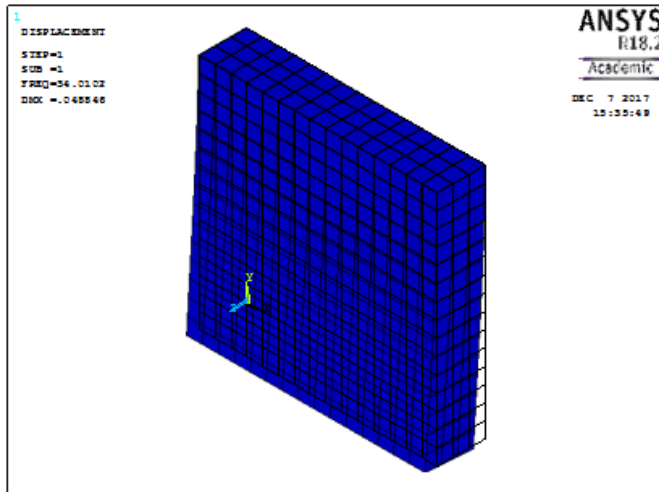 1
DISPLACEMENT
STEP=1
SUB =1
FREQ=34.0102
DMX =.048848
ANSYS
R18.2
Academic
DEC 7 2017
15:35:49
Y
Z